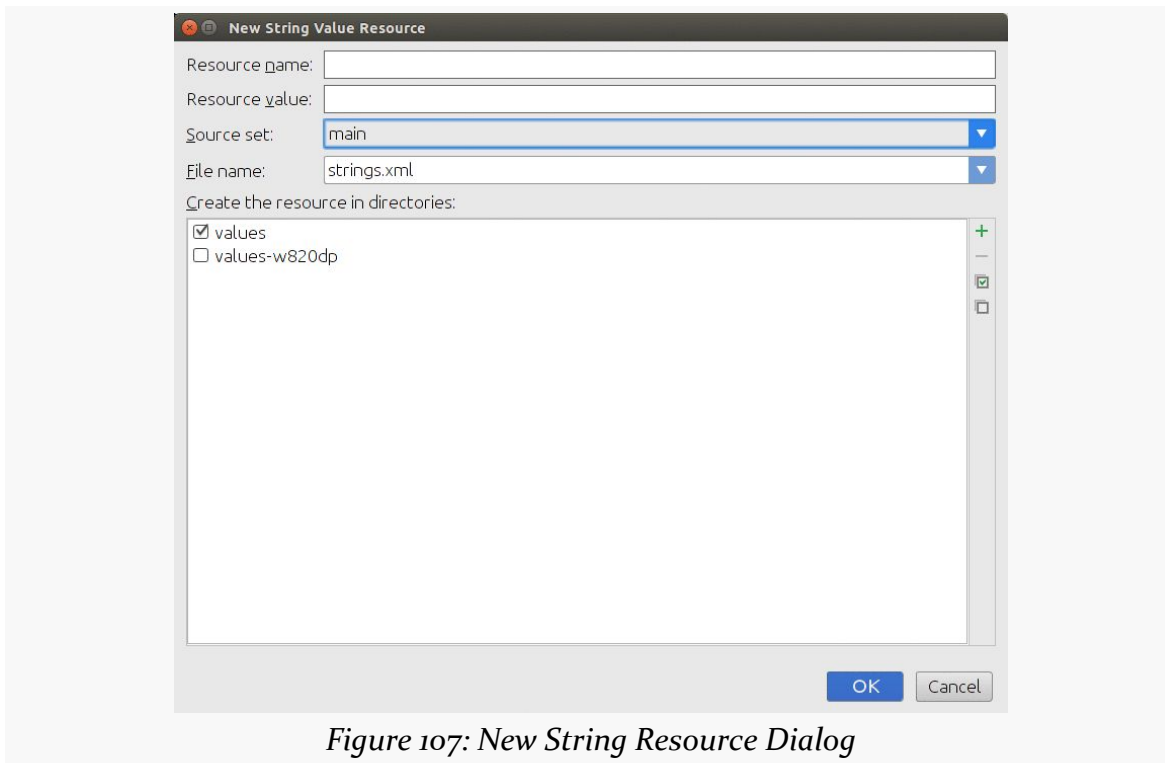 New String Value Resource
Resource name:
Resource value:
Source set: main
File name: strings.xml
Create the resource in directories:
values
values-w820dp
OK Cancel
Figure 107: New String Resource Dialog